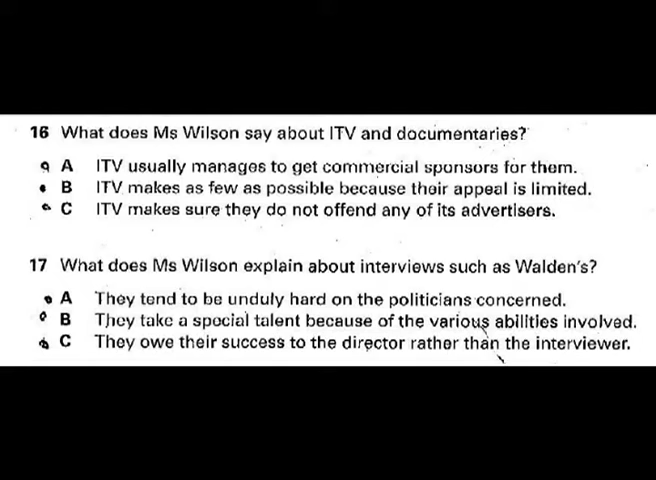 16 What does Ms Wilson say about ITV and documentaries?
A ITV usually manages to get commercial sponsors for them.
B ITV makes as few as possible because their appeal is limited.
C ITV makes sure they do not offend any of its advertisers.
17 What does Ms Wilson explain about interviews such as Walden's?
A They tend to be unduly hard on the politicians concerned.
B They take a special talent because of the various abilities involved.
C They owe their success to the director rather than the interviewer.